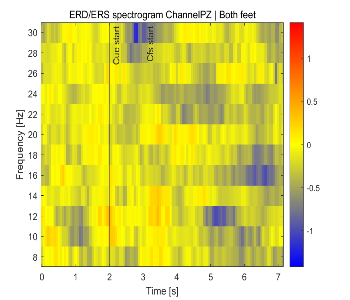 ERD/ERS spectrogram ChannelPZ | Both feet
Frequency [Hz]
30
28
26
24
22
20
18
16
14
12
10
8
Cue start
Cfs start
0 1 2 3 4 5 6 7
Time [s]
1
0.5
0
-0.5
-1